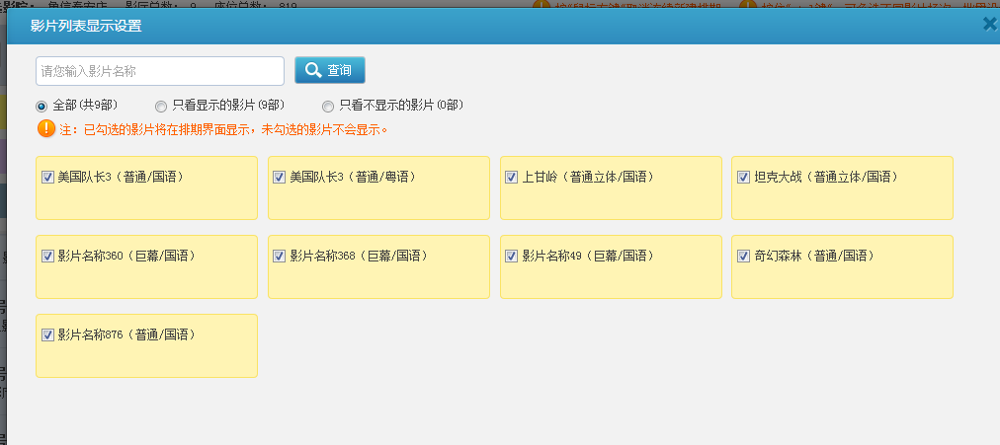 影片列表显示设置
请您输入影片名称
查询
全部(共9部) 只看显示的影片(9部) 只看不显示的影片(0部)
注：已勾选的影片将在排期界面显示，未勾选的影片不会显示。
美国队长3（普通/国语） 美国队长3（普通/粤语） 上甘岭（普通立体/国语） 坦克大战（普通立体/国语）
影片名称360（巨幕/国语） 影片名称368（巨幕/国语） 影片名称49（巨幕/国语） 奇幻森林（普通/国语）
影片名称876（普通/国语）